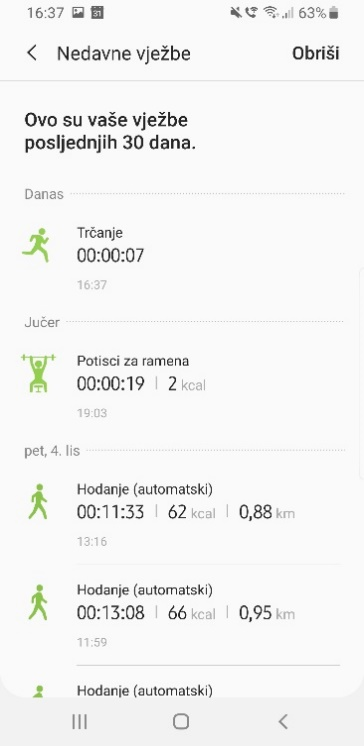 16:37 31 63%
Nedavne vježbe Obriši
Ovo su vaše vježbe
posljednjih 30 dana.
Danas
Trčanje
00:00:07
16:37
Jučer
Potisci za ramena
00:00:19 | 2 kcal
19:03
pet, 4. lis
Hodanje (automatski)
00:11:33 | 62 kcal | 0,88 km
13:16
Hodanje (automatski)
00:13:08 | 66 kcal | 0,95 km
11:59
Hodanje (automatski)